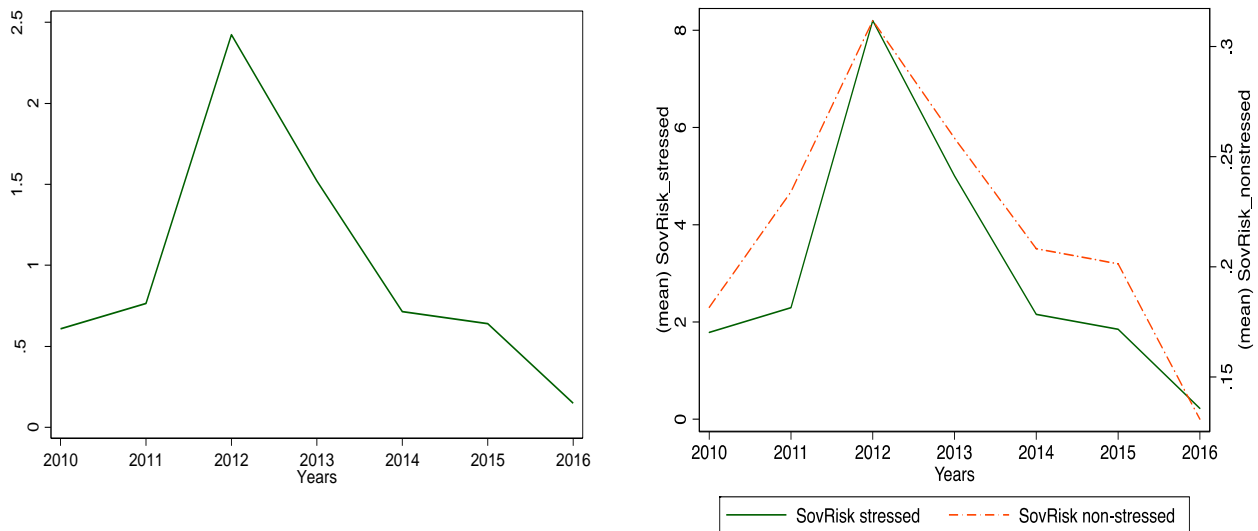 2.5
2
1.5
1
.5
0
2010 2011 2012 2013 2014 2015 2016
Years
(mean) SovRisk_stressed
8
6
4
2
0
.3
.25
.2
.15
(mean) SovRisk_nonstressed
2010 2011 2012 2013 2014 2015 2016
Years
SovRisk stressed SovRisk non-stressed